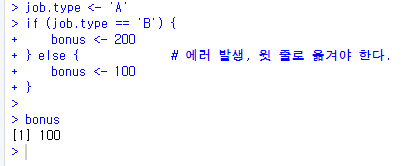 > job.type <- 'A'
> if (job.type == 'B') {
+     bonus <- 200
+ } else {            # 에러 발생, 윗 줄로 옮겨야 한다.
+     bonus <- 100
+ }
>
> bonus
[1] 100
>